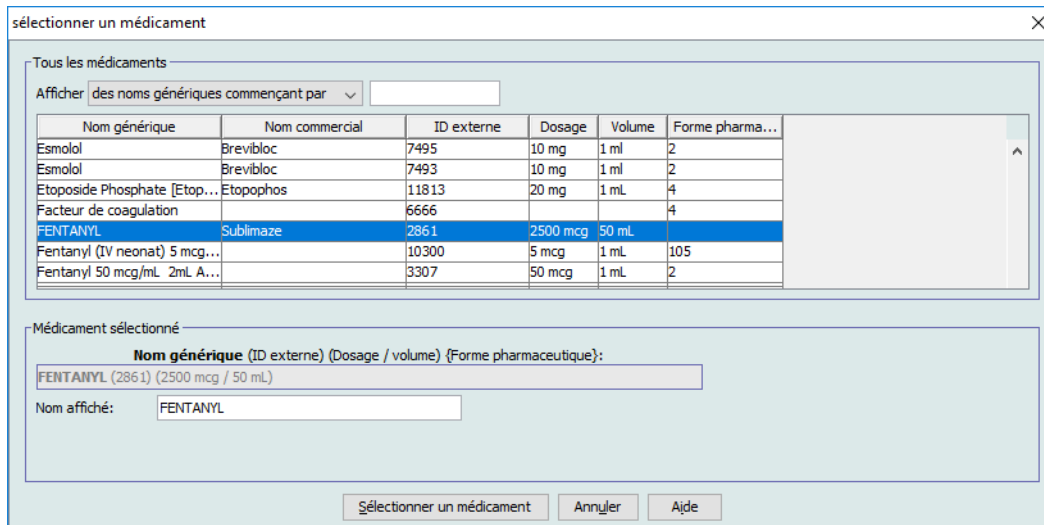 sélectionner un médicament
Tous les médicaments
Afficher des noms génériques commençant par
Nom générique Nom commercial ID externe Dosage Volume Forme pharma...
Esmolol Brevibloc 7495 10 mg 1 ml 2
Esmolol Brevibloc 7493 10 mg 1 ml 2
Etoposide Phosphate [Etop... Etopophos 11813 20 mg 1 mL 4
Facteur de coagulation 6666 4
FENTANYL Sublimaze 2861 2500 mcg 50 mL
Fentanyl (IV neonat) 5 mcg... 10300 5 mcg 1 mL 105
Fentanyl 50 mcg/mL 2mL A... 3307 50 mcg 1 mL 2
Médicament sélectionné
Nom générique (ID externe) (Dosage / volume) {Forme pharmaceutique}:
FENTANYL (2861) (2500 mcg / 50 mL)
Nom affiché: FENTANYL
Sélectionner un médicament Annuler Aide